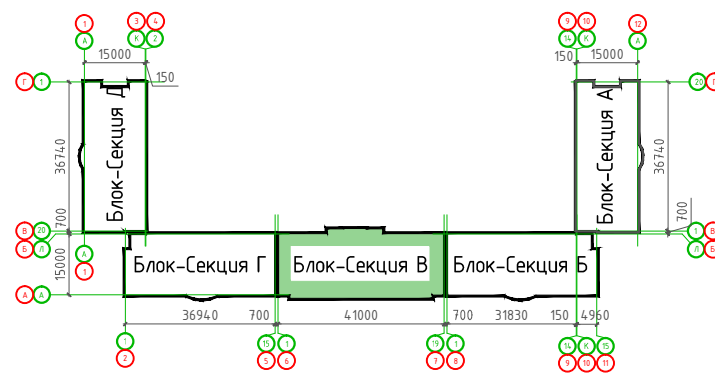 1 3 4 9 10 12
А К 2 14 К А
15000 150 15000
150
Г 1 20 Г
Блок-Секция Д
Блок-Секция А
36740
36740
700
700
В 20 1 В
Б Л Л Б
15000
А
1
Блок-Секция Г Блок-Секция В Блок-Секция Б
А А
36940 700 41000 700 31830 150 4960
1 15 1 19 1 14 К 15
2 5 6 7 8 9 10 11